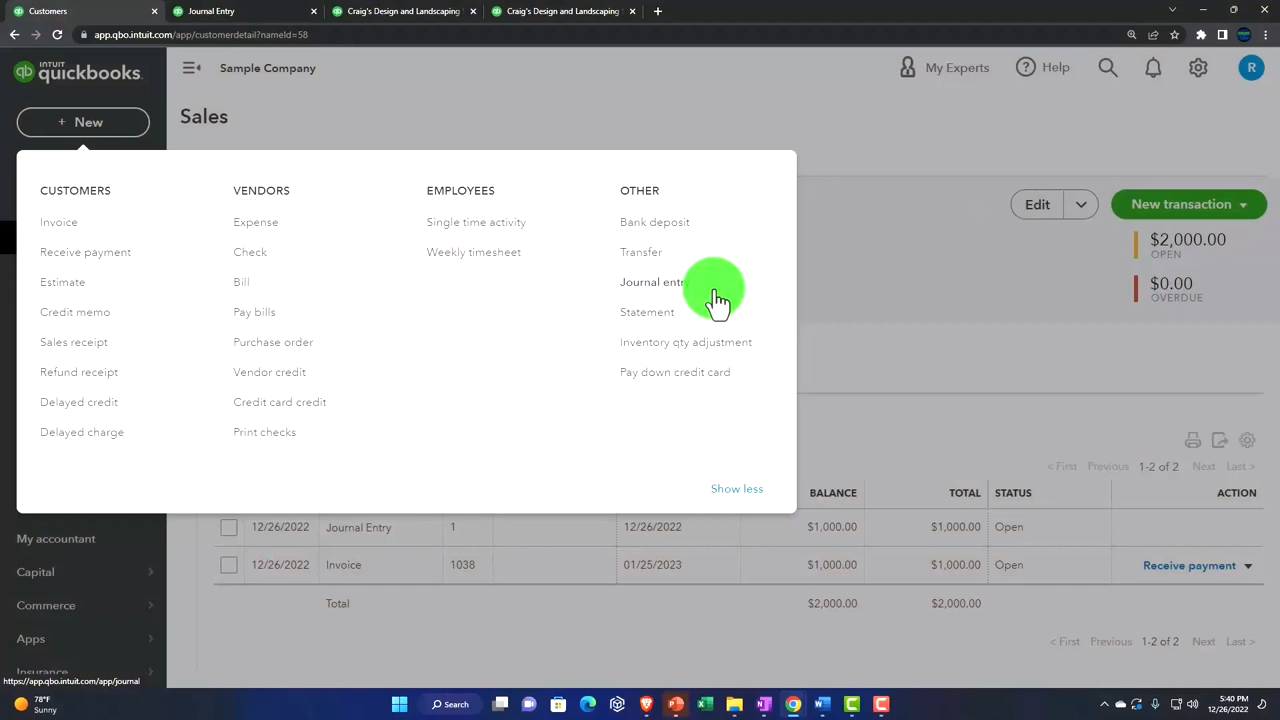 Customers
Journal Entry
Craig's Design and Landscaping
Craig's Design and Landscaping
app.qbo.intuit.com/app/customerdetail?nameId=58
INTUIT
quickbooks.
Sample Company
My Experts
Help
R
+ New
Sales
CUSTOMERS
Invoice
Receive payment
Estimate
Credit memo
Sales receipt
Refund receipt
Delayed credit
Delayed charge
VENDORS
Expense
Check
Bill
Pay bills
Purchase order
Vendor credit
Credit card credit
Print checks
EMPLOYEES
Single time activity
Weekly timesheet
OTHER
Bank deposit
Transfer
Journal entry
Statement
Inventory qty adjustment
Pay down credit card
Show less
Edit
New transaction
$2,000.00
OPEN
$0.00
OVERDUE
< First Previous 1-2 of 2 Next Last >
BALANCE TOTAL STATUS ACTION
12/26/2022 Journal Entry 1 12/26/2022 $1,000.00 $1,000.00 Open
12/26/2022 Invoice 1038 01/25/2023 $1,000.00 $1,000.00 Open Receive payment
Total $2,000.00 $2,000.00
< First Previous 1-2 of 2 Next Last >
My accountant
Capital
Commerce
Apps
Insurance
https://app.qbo.intuit.com/app/journal
78°F
Sunny
Search
5:40 PM
12/26/2022